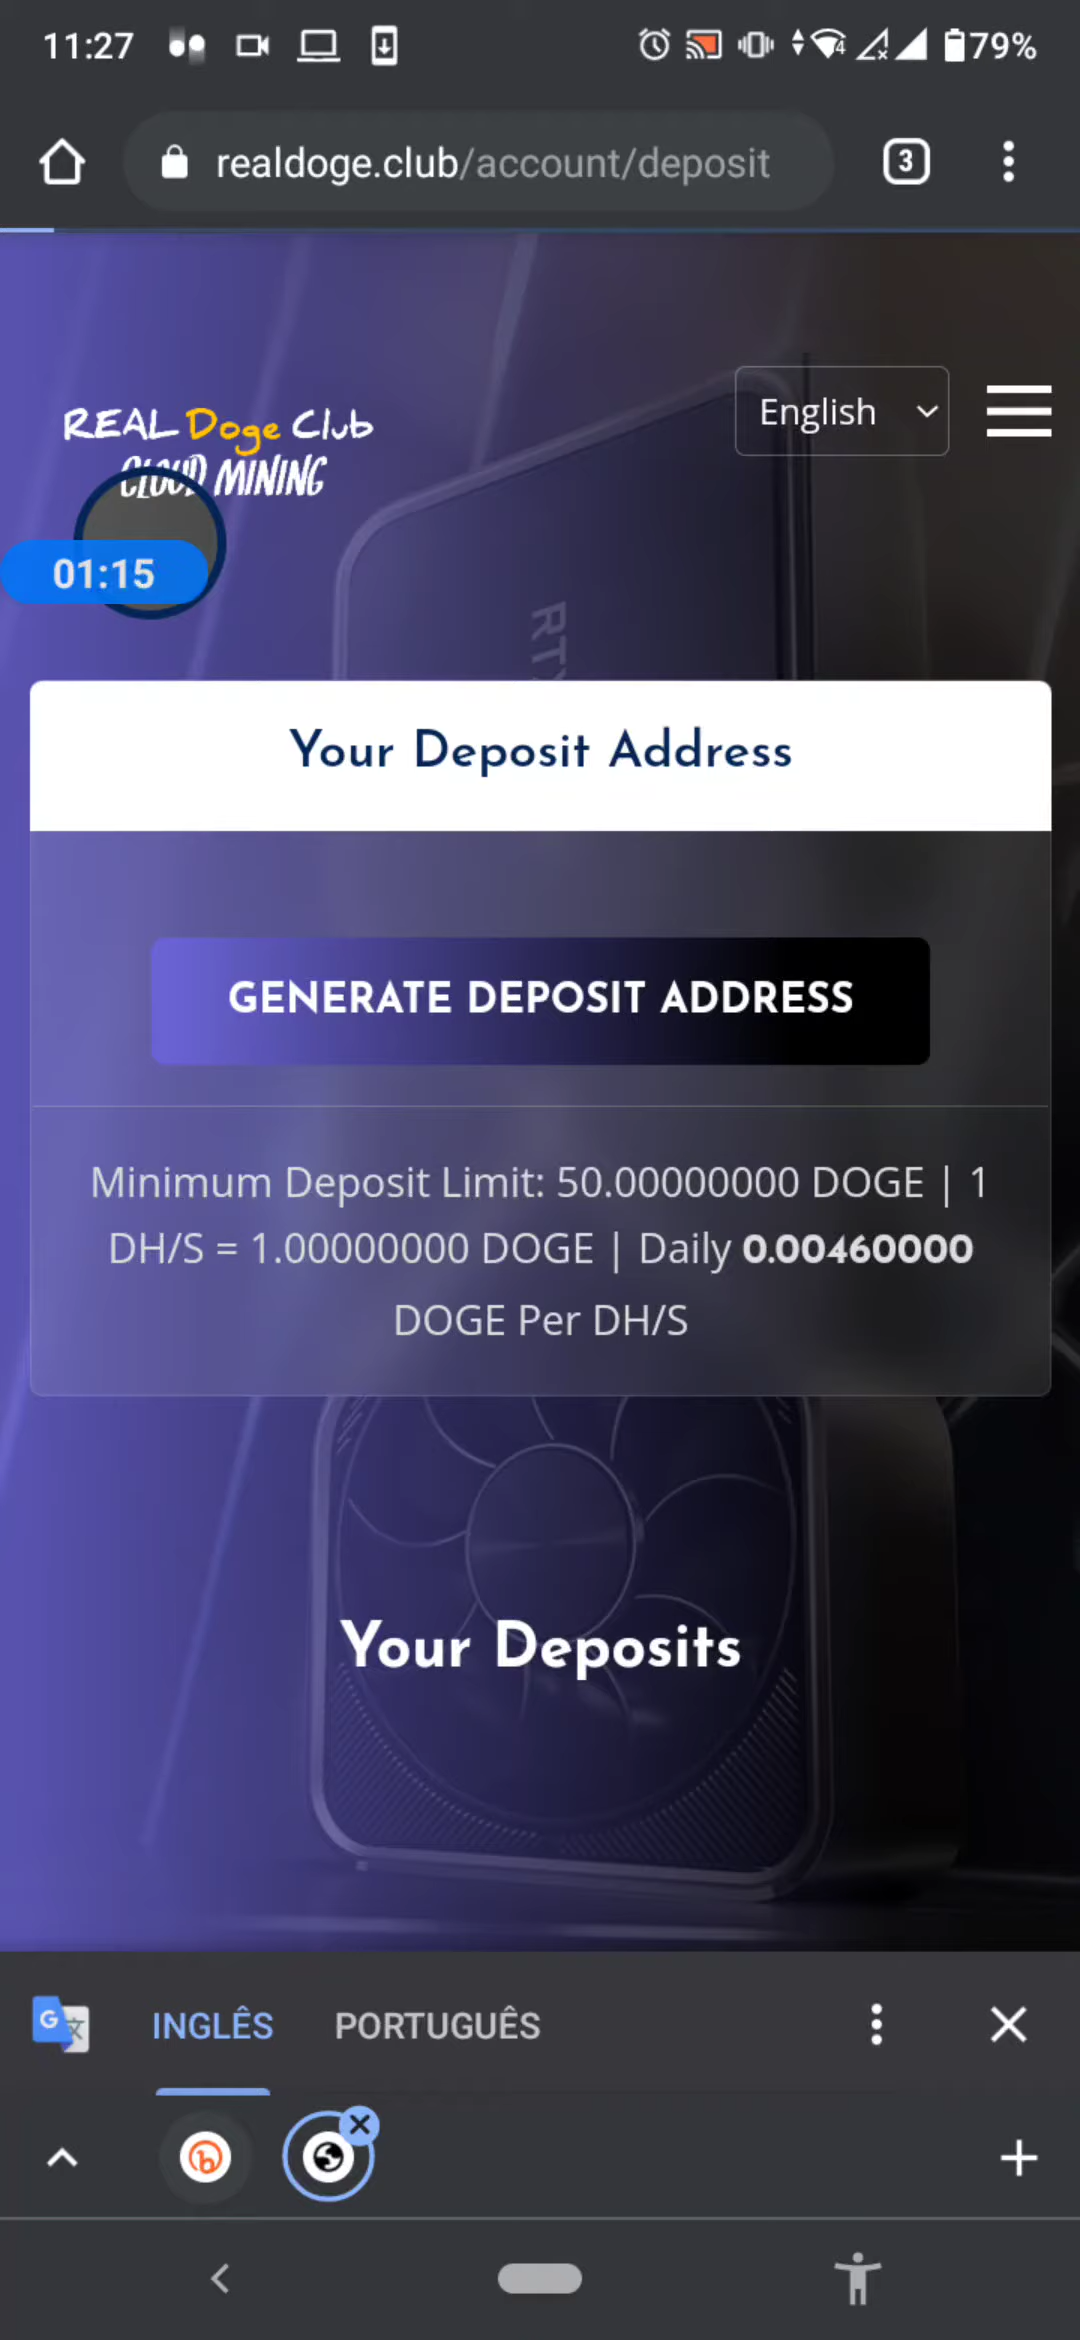 11:27
79%
realdoge.club/account/deposit
3
REAL Doge Club
CLOUD MINING
English
01:15
RTX
Your Deposit Address
GENERATE DEPOSIT ADDRESS
Minimum Deposit Limit: 50.00000000 DOGE | 1
DH/S = 1.00000000 DOGE | Daily 0.00460000
DOGE Per DH/S
Your Deposits
INGLÊS
PORTUGUÊS